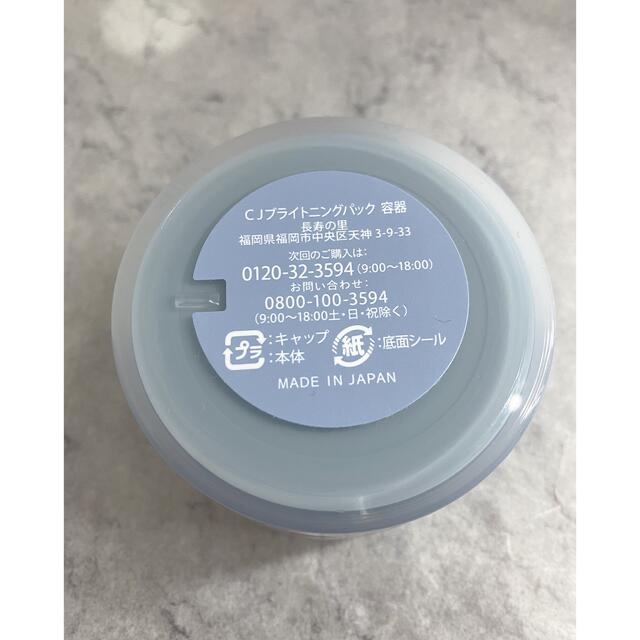 CJブライトニングパック 容器
長寿の里
福岡県福岡市中央区天神3-9-33
次回のご購入は:
0120-32-3594(9:00〜18:00)
お問い合わせ:
0800-100-3594
(9:00〜18:00土・日・祝除く)
プラ :キャップ
:本体
紙 :底面シール
MADE IN JAPAN